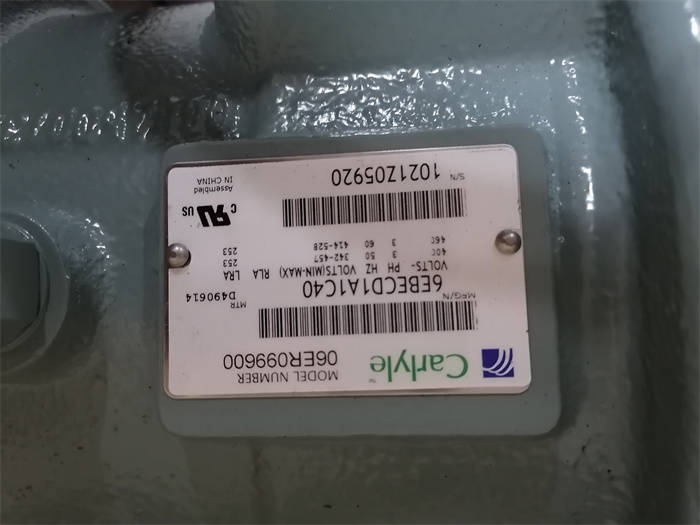 Carlyle™
MODEL NUMBER
06ER099600
MFG/N
6EBECD1A1C40
MTR
D490614
VOLTS- PH HZ VOLTS(MIN-MAX) RLA LRA
400 3 50 342-457 253
460 3 60 414-528 253
S/N
1021Z05920
C UL US
Assembled
IN CHINA